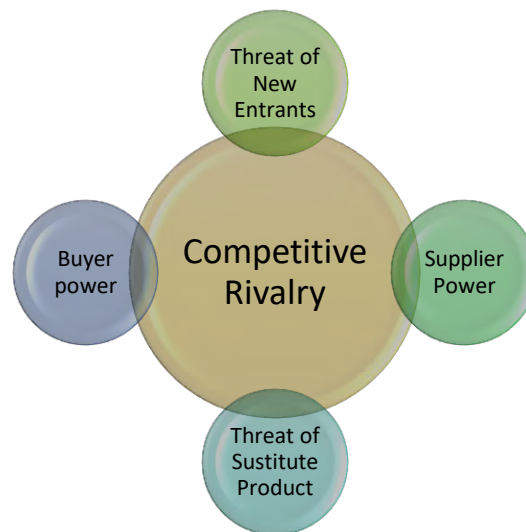 Threat of
New
Entrants
Buyer
power
Competitive
Rivalry
Supplier
Power
Threat of
Sustitute
Product